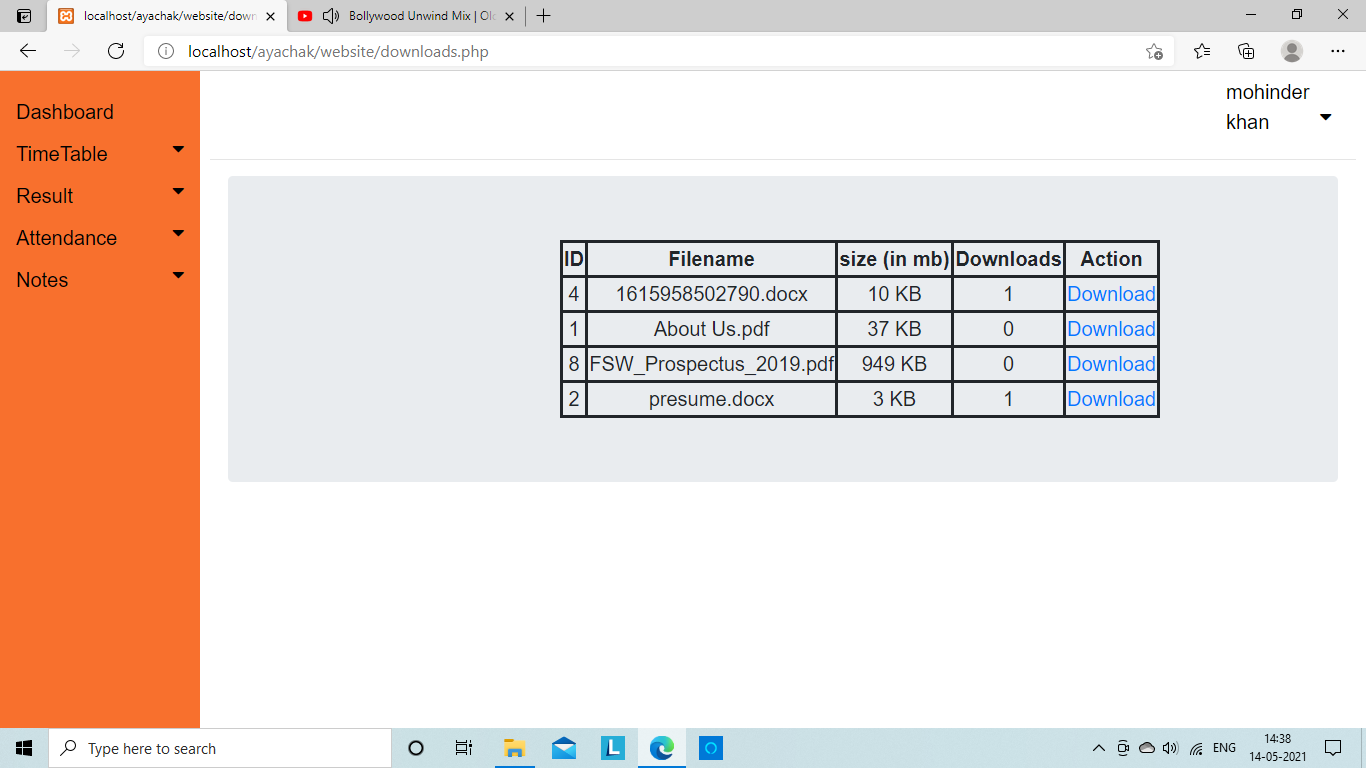 localhost/ayachak/website/down
Bollywood Unwind Mix | Old
localhost/ayachak/website/downloads.php
mohinder
khan
Dashboard
TimeTable
Result
Attendance
Notes
ID Filename size (in mb) Downloads Action
4 1615958502790.docx 10 KB 1 Download
1 About Us.pdf 37 KB 0 Download
8 FSW_Prospectus_2019.pdf 949 KB 0 Download
2 presume.docx 3 KB 1 Download
Type here to search
L
ENG
14:38
14-05-2021